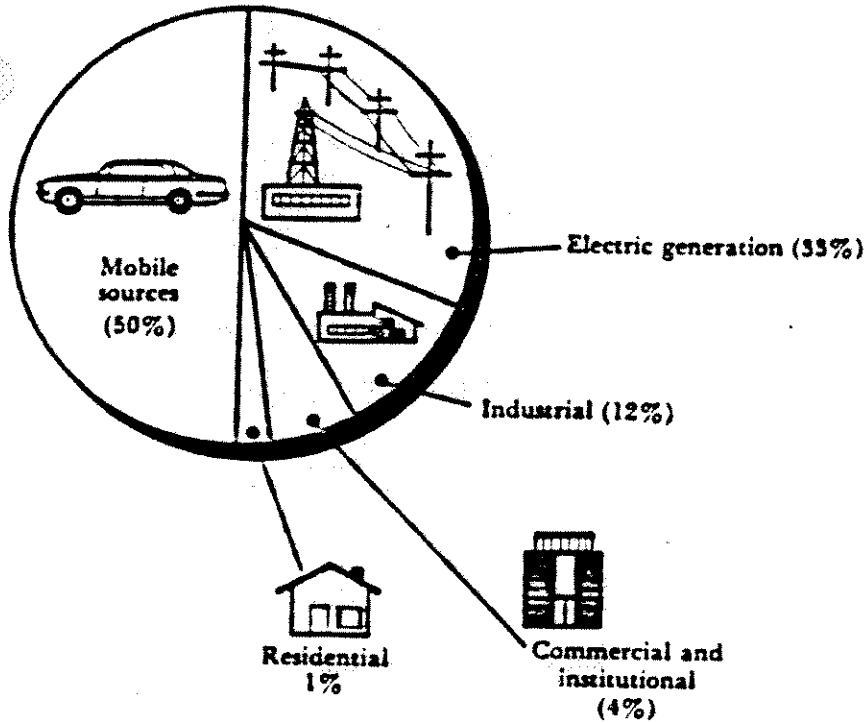 Mobile
sources
(50%)
Electric generation (33%)
Industrial (12%)
Residential
1%
Commercial and
institutional
(4%)